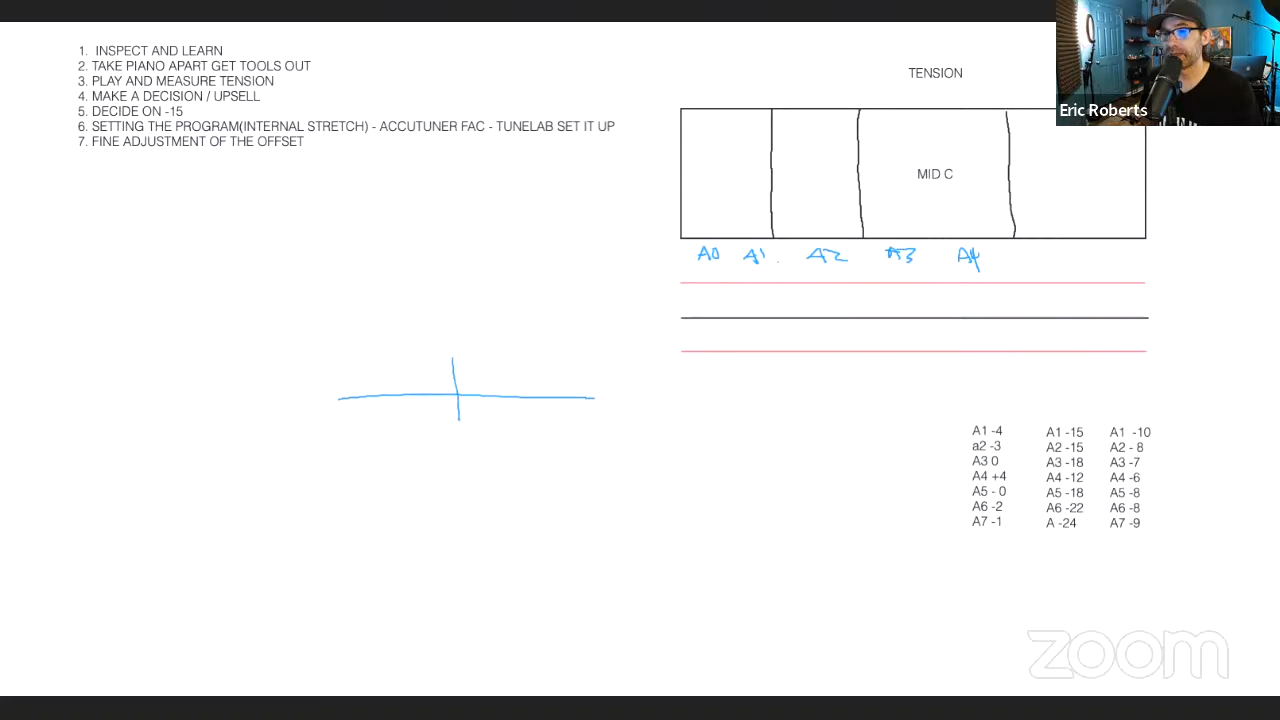 1. INSPECT AND LEARN
2. TAKE PIANO APART GET TOOLS OUT
3. PLAY AND MEASURE TENSION
4. MAKE A DECISION / UPSELL
5. DECIDE ON -15
6. SETTING THE PROGRAM(INTERNAL STRETCH) - ACCUTUNER FAC - TUNELAB SET IT UP
7. FINE ADJUSTMENT OF THE OFFSET
TENSION
Eric Roberts
MID C
A0 A1 A2 A3 A4
A1 -4
a2 -3
A3 0
A4 +4
A5 - 0
A6 -2
A7 -1
A1 -15
A2 -15
A3 -18
A4 -12
A5 -18
A6 -22
A -24
A1 -10
A2 - 8
A3 -7
A4 -6
A5 -8
A6 -8
A7 -9
zoom